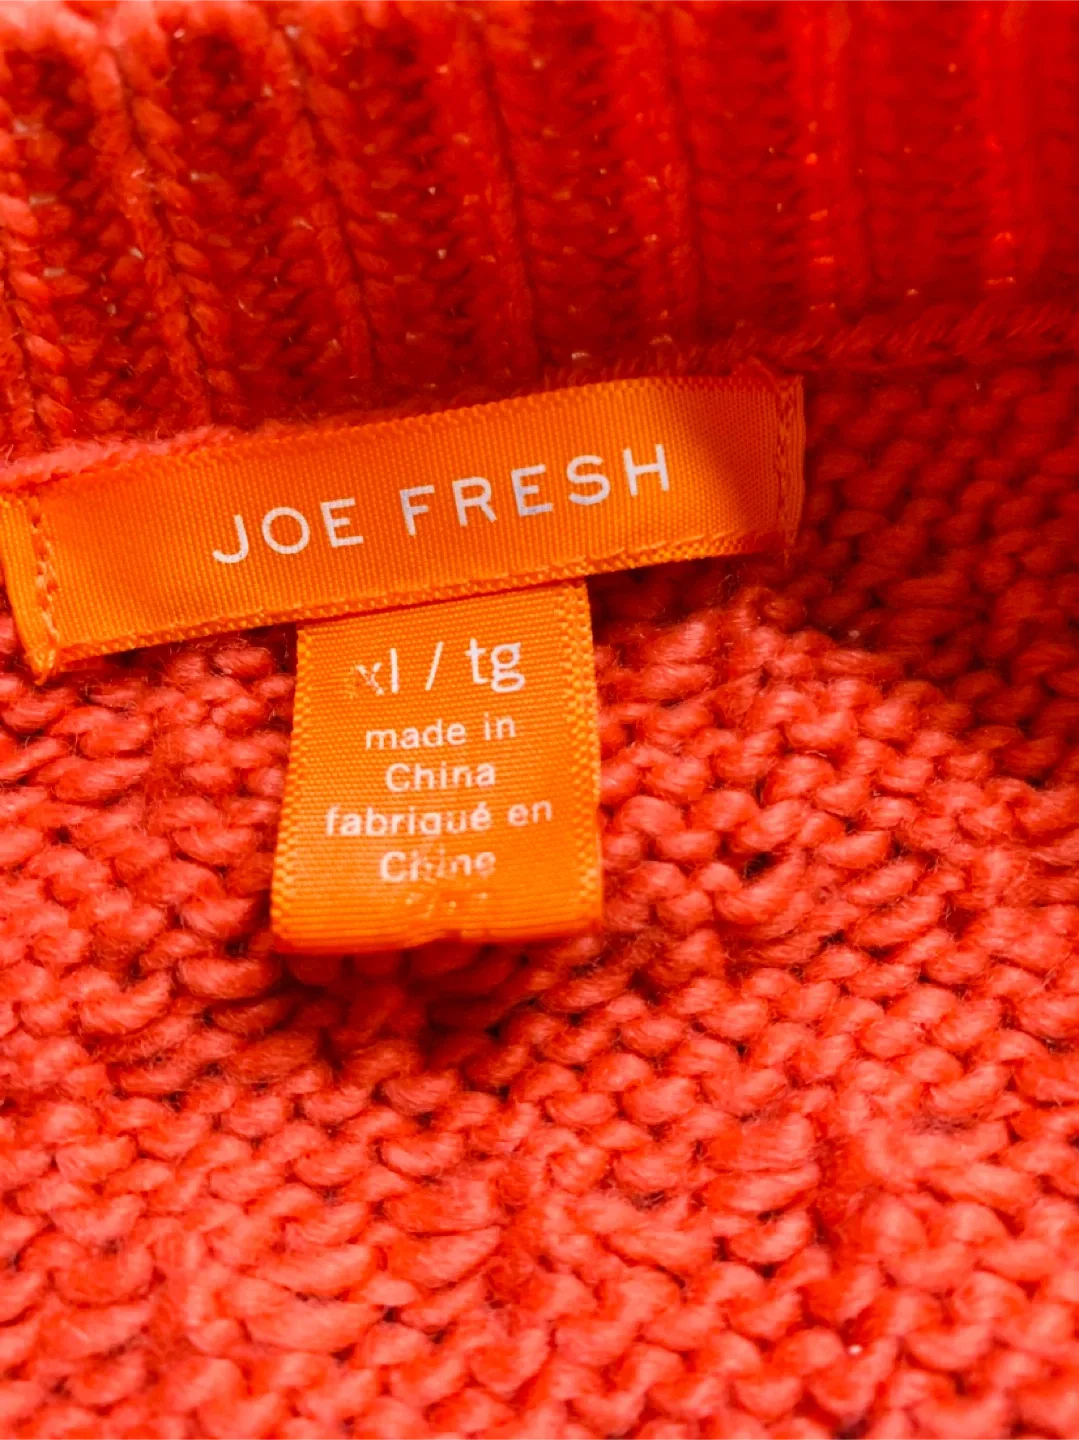 JOE FRESH
xl / tg
made in
China
fabriqué en
Chine